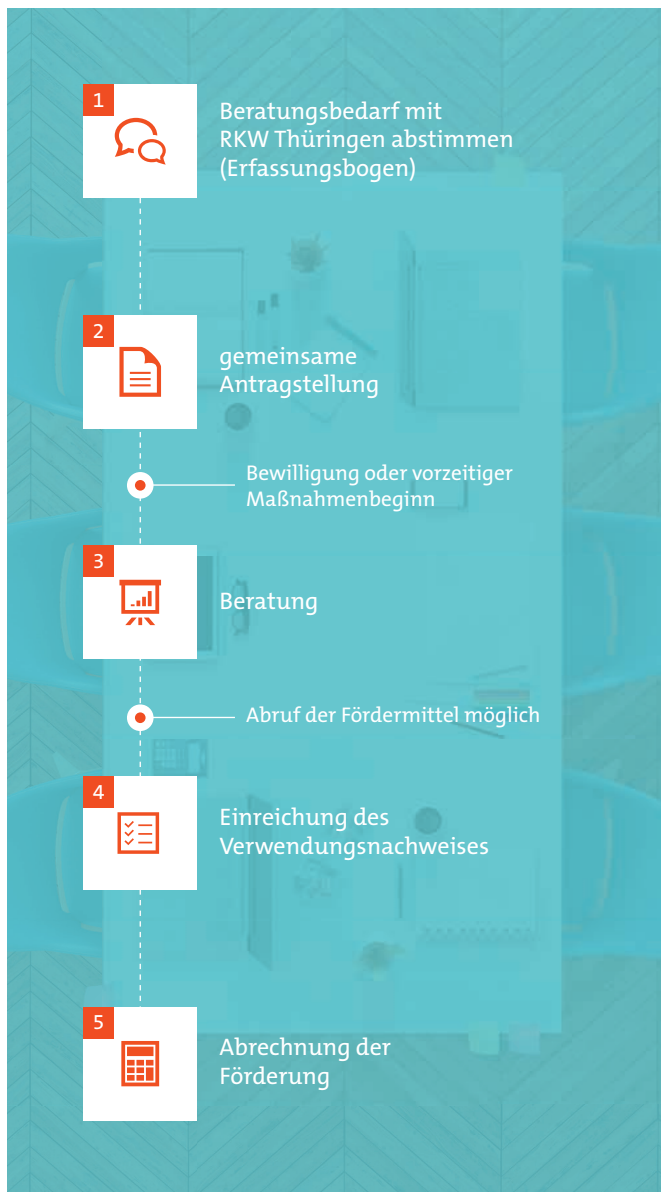 1
Beratungsbedarf mit
RKW Thüringen abstimmen
(Erfassungsbogen)
2
gemeinsame
Antragstellung
Bewilligung oder vorzeitiger
Maßnahmenbeginn
3
Beratung
Abruf der Fördermittel möglich
4
Einreichung des
Verwendungsnachweises
5
Abrechnung der
Förderung